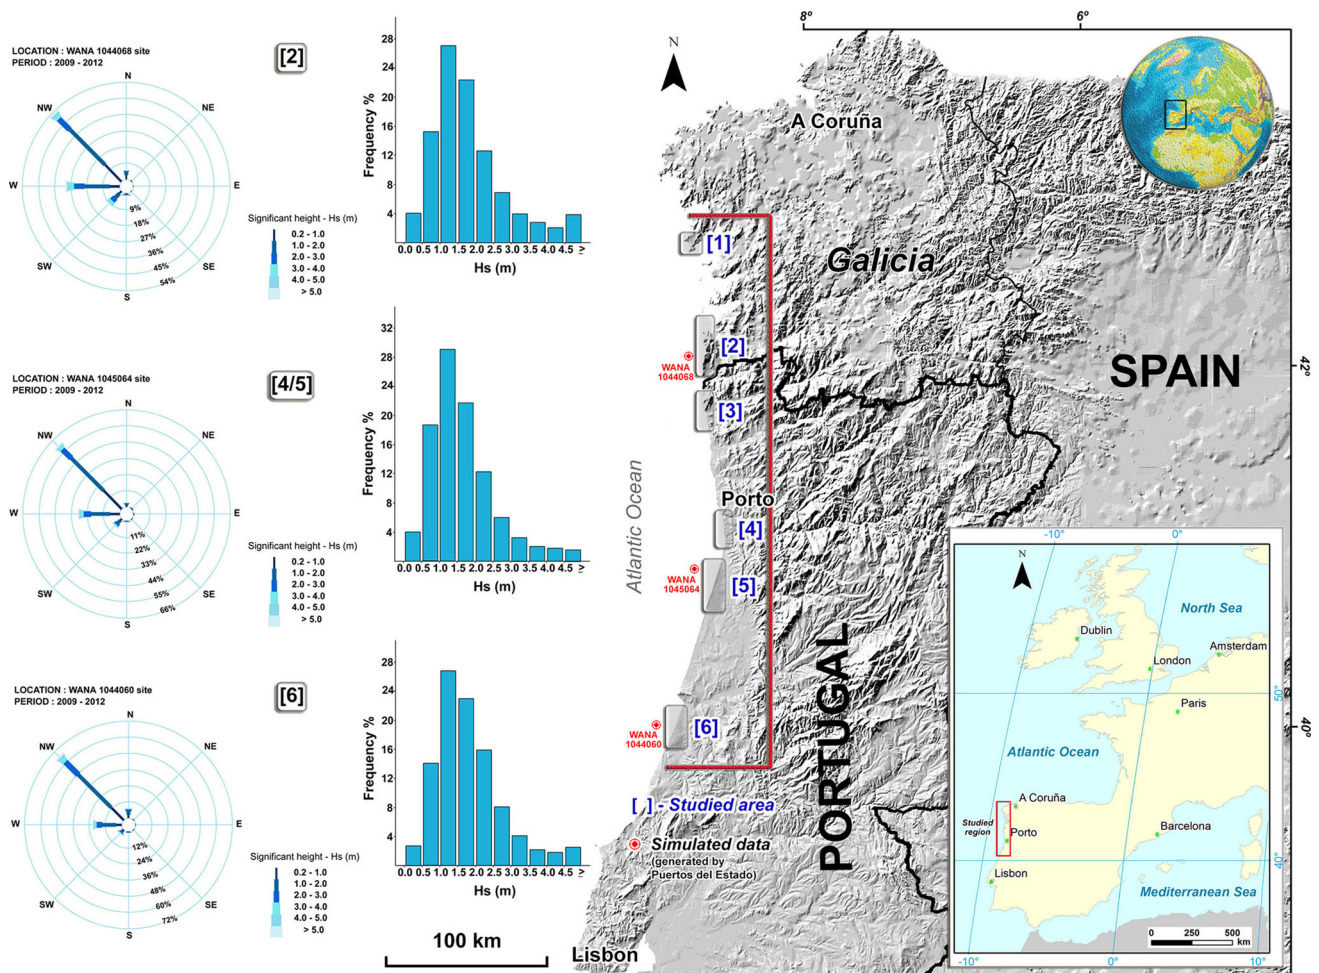 LOCATION : WANA 1044068 site
PERIOD : 2009 - 2012
[2]
N
NE
E
SE
S
SW
W
NW
9%
18%
27%
36%
45%
54%
Significant height - Hs (m)
0.2 - 1.0
1.0 - 2.0
2.0 - 3.0
3.0 - 4.0
4.0 - 5.0
> 5.0
Frequency %
28
24
20
16
12
8
4
0.0 0.5 1.0 1.5 2.0 2.5 3.0 3.5 4.0 4.5 ≥
Hs (m)
LOCATION : WANA 1045064 site
PERIOD : 2009 - 2012
[4/5]
N
NE
E
SE
S
SW
W
NW
11%
22%
33%
44%
55%
66%
Significant height - Hs (m)
0.2 - 1.0
1.0 - 2.0
2.0 - 3.0
3.0 - 4.0
4.0 - 5.0
> 5.0
Frequency %
32
28
24
20
16
12
8
4
0.0 0.5 1.0 1.5 2.0 2.5 3.0 3.5 4.0 4.5 ≥
Hs (m)
LOCATION : WANA 1044060 site
PERIOD : 2009 - 2012
[6]
N
NE
E
SE
S
SW
W
NW
12%
24%
36%
48%
60%
72%
Significant height - Hs (m)
0.2 - 1.0
1.0 - 2.0
2.0 - 3.0
3.0 - 4.0
4.0 - 5.0
> 5.0
Frequency %
28
24
20
16
12
8
4
0.0 0.5 1.0 1.5 2.0 2.5 3.0 3.5 4.0 4.5 ≥
Hs (m)
100 km
8º
6º
N
A Coruña
[1]
Galicia
[2]
WANA
1044068
SPAIN
42º
[3]
Atlantic Ocean
Porto
[4]
WANA
1045064
[5]
PORTUGAL
WANA
1044060
[6]
40º
[ ] - Studied area
Simulated data
(generated by
Puertos del Estado)
Lisbon
-10°
0°
N
North Sea
Dublin
Amsterdam
London
50°
Paris
Atlantic Ocean
A Coruña
Studied
region
Porto
Barcelona
40°
Lisbon
Mediterranean Sea
0 250 500
km
-10°
0°
10°